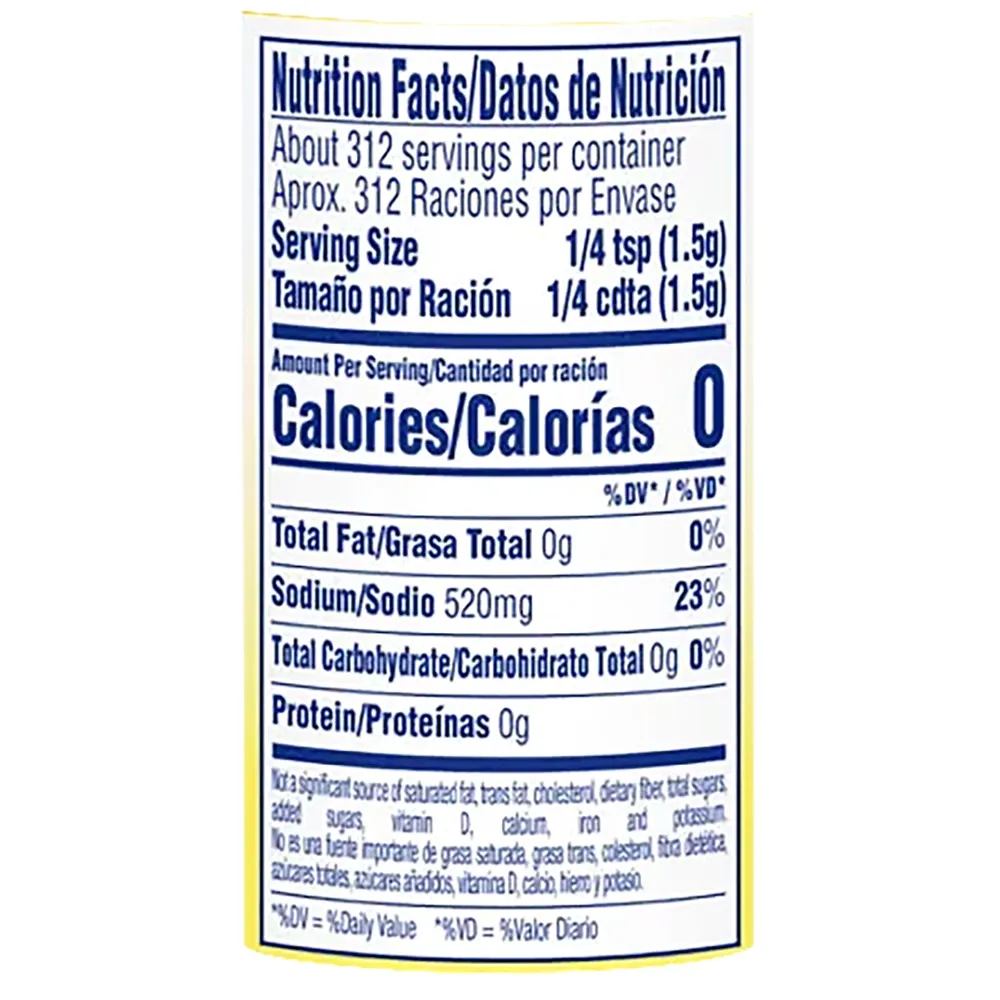 Nutrition Facts/Datos de Nutrición
About 312 servings per container
Aprox. 312 Raciones por Envase
Serving Size 1/4 tsp (1.5g)
Tamaño por Ración 1/4 cdta (1.5g)
Amount Per Serving/Cantidad por ración
Calories/Calorías 0
%DV* / %VD*
Total Fat/Grasa Total 0g 0%
Sodium/Sodio 520mg 23%
Total Carbohydrate/Carbohidrato Total 0g 0%
Protein/Proteínas 0g
Not a significant source of saturated fat, trans fat, cholesterol, dietary fiber, total sugars,
added sugars, vitamin D, calcium, iron and potassium.
No es una fuente importante de grasa saturada, grasa trans, colesterol, fibra dietética,
azúcares totales, azúcares añadidos, vitamina D, calcio, hierro y potasio.
*%DV = %Daily Value *%VD = %Valor Diario